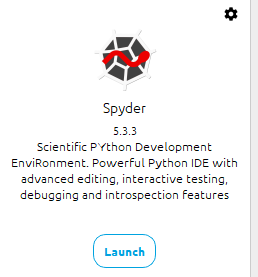 Spyder
5.3.3
Scientific PYthon Development
EnviRonment. Powerful Python IDE with
advanced editing, interactive testing,
debugging and introspection features
Launch